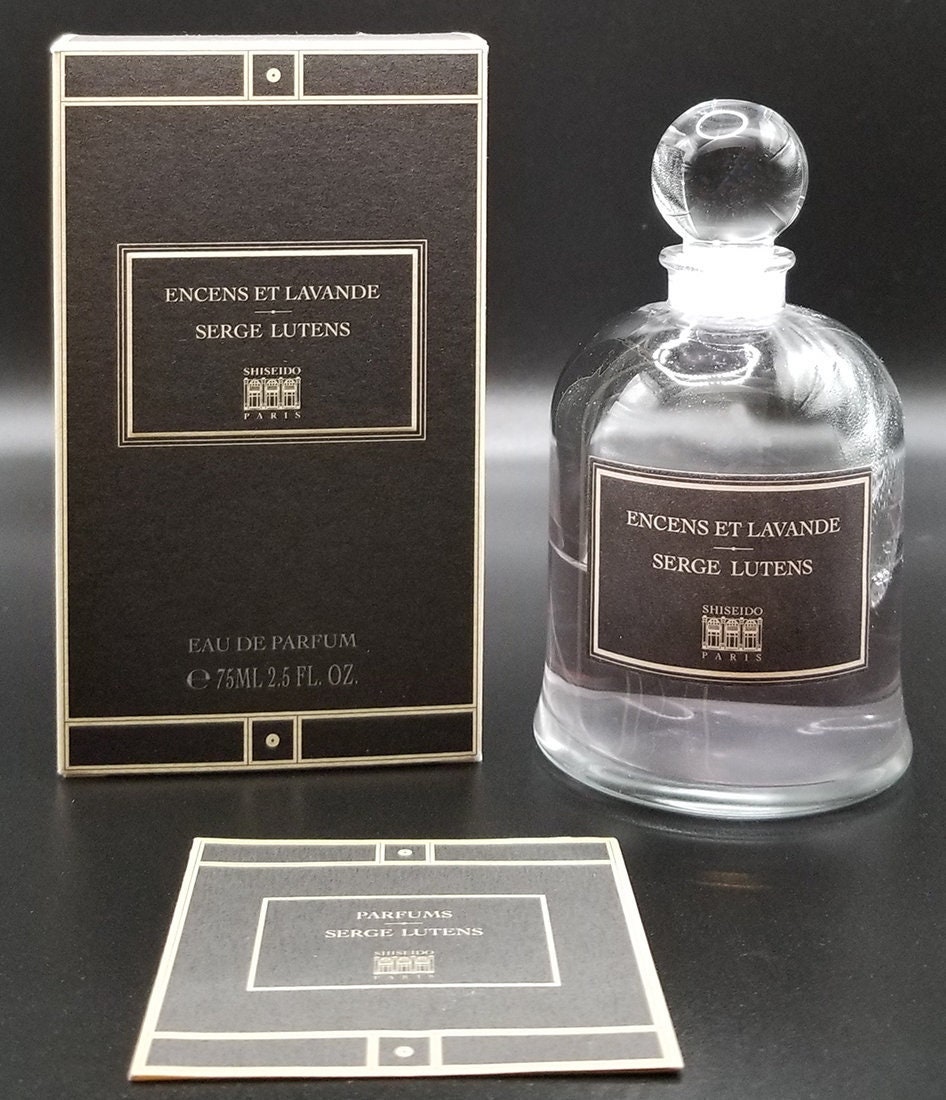 ENCENS ET LAVANDE
SERGE LUTENS
SHISEIDO
PARIS
EAU DE PARFUM
℮ 75ML 2.5 FL. OZ.
ENCENS ET LAVANDE
SERGE LUTENS
SHISEIDO
PARIS
PARFUMS
SERGE LUTENS
SHISEIDO
PARIS